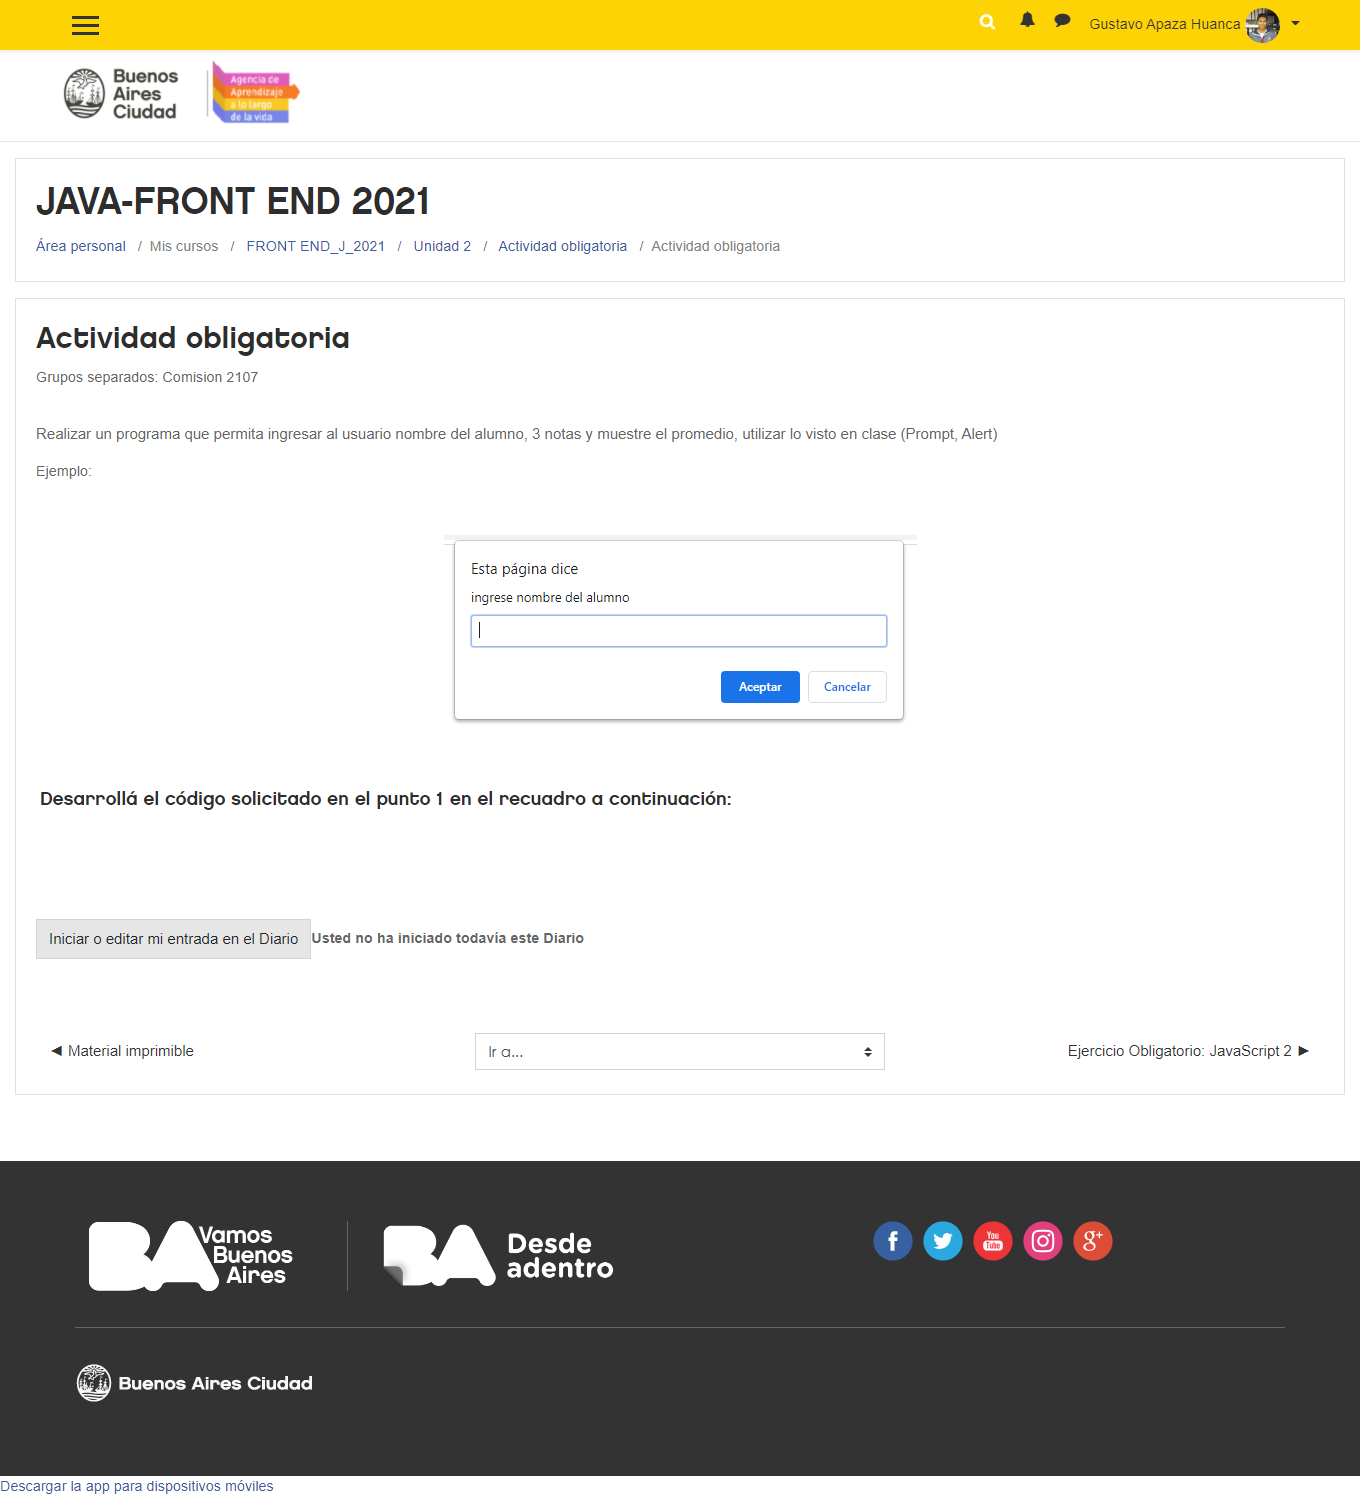 Gustavo Apaza Huanca
Buenos
Aires
Ciudad
Agencia de
Aprendizaje
a lo largo
de la vida
JAVA-FRONT END 2021
Área personal / Mis cursos / FRONT END_J_2021 / Unidad 2 / Actividad obligatoria / Actividad obligatoria
Actividad obligatoria
Grupos separados: Comision 2107
Realizar un programa que permita ingresar al usuario nombre del alumno, 3 notas y muestre el promedio, utilizar lo visto en clase (Prompt, Alert)
Ejemplo:
Esta página dice
ingrese nombre del alumno
Aceptar Cancelar
Desarrollá el código solicitado en el punto 1 en el recuadro a continuación:
Iniciar o editar mi entrada en el Diario Usted no ha iniciado todavía este Diario
◄ Material imprimible
Ir a...
Ejercicio Obligatorio: JavaScript 2 ►
BA Vamos
Buenos
Aires
BA Desde
adentro
f
You
Tube
g+
Buenos Aires Ciudad
Descargar la app para dispositivos móviles